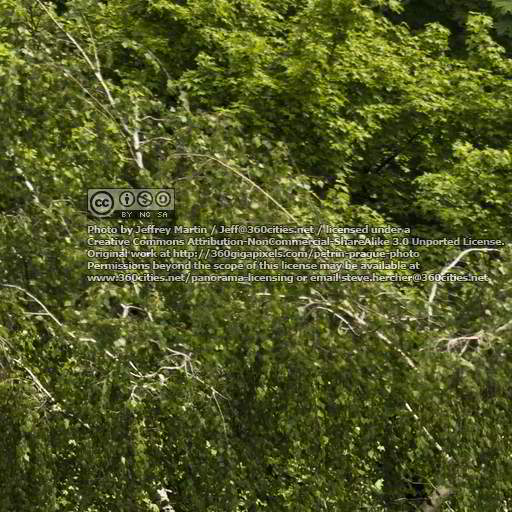 cc BY NC SA
Photo by Jeffrey Martin / Jeff@360cities.net / licensed under a
Creative Commons Attribution-NonCommercial-ShareAlike 3.0 Unported License.
Original work at http://360gigapixels.com/petrin-prague-photo
Permissions beyond the scope of this license may be available at
www.360cities.net/panorama-licensing or email steve.hercher@360cities.net